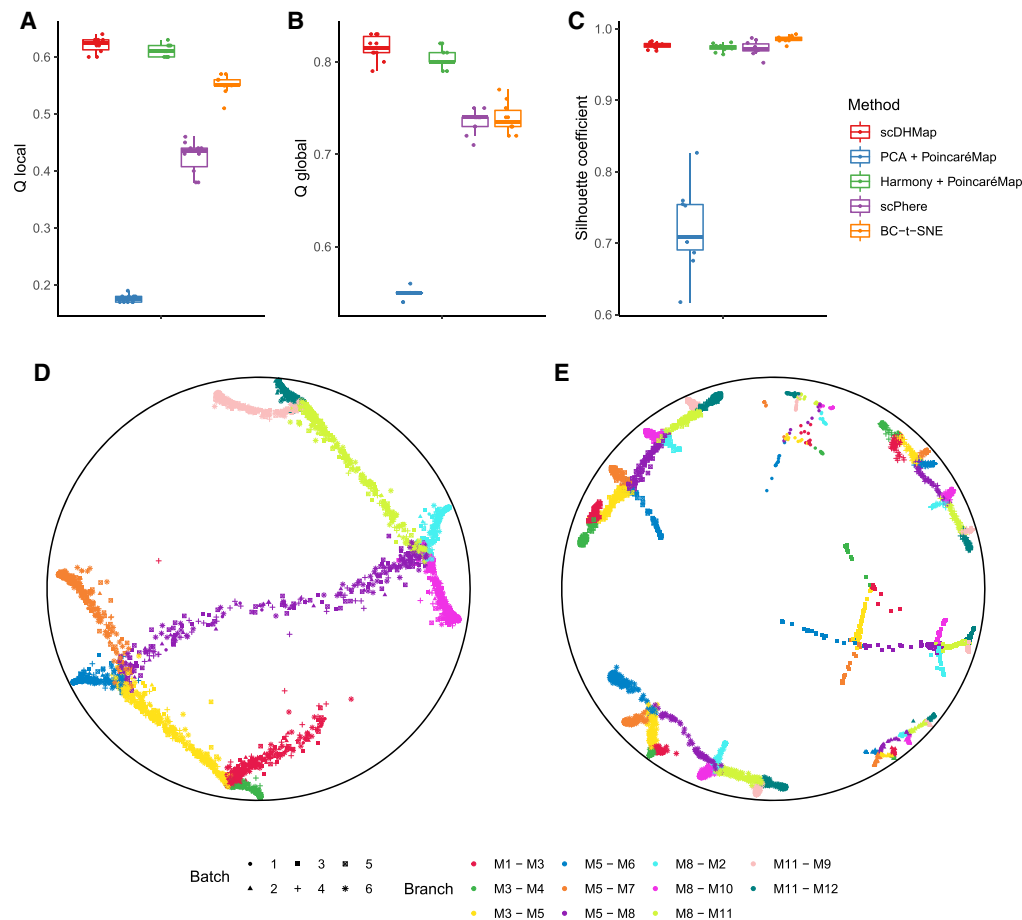 A
B
C
Q local
0.6
0.5
0.4
0.3
0.2
Q global
0.8
0.7
0.6
Silhouette coefficient
1.0
0.9
0.8
0.7
0.6
Method
scDHMap
PCA + PoincaréMap
Harmony + PoincaréMap
scPhere
BC−t−SNE
D
E
Batch
1 3 5
2 4 6
Branch
M1 − M3 M5 − M6 M8 − M2 M11 − M9
M3 − M4 M5 − M7 M8 − M10 M11 − M12
M3 − M5 M5 − M8 M8 − M11